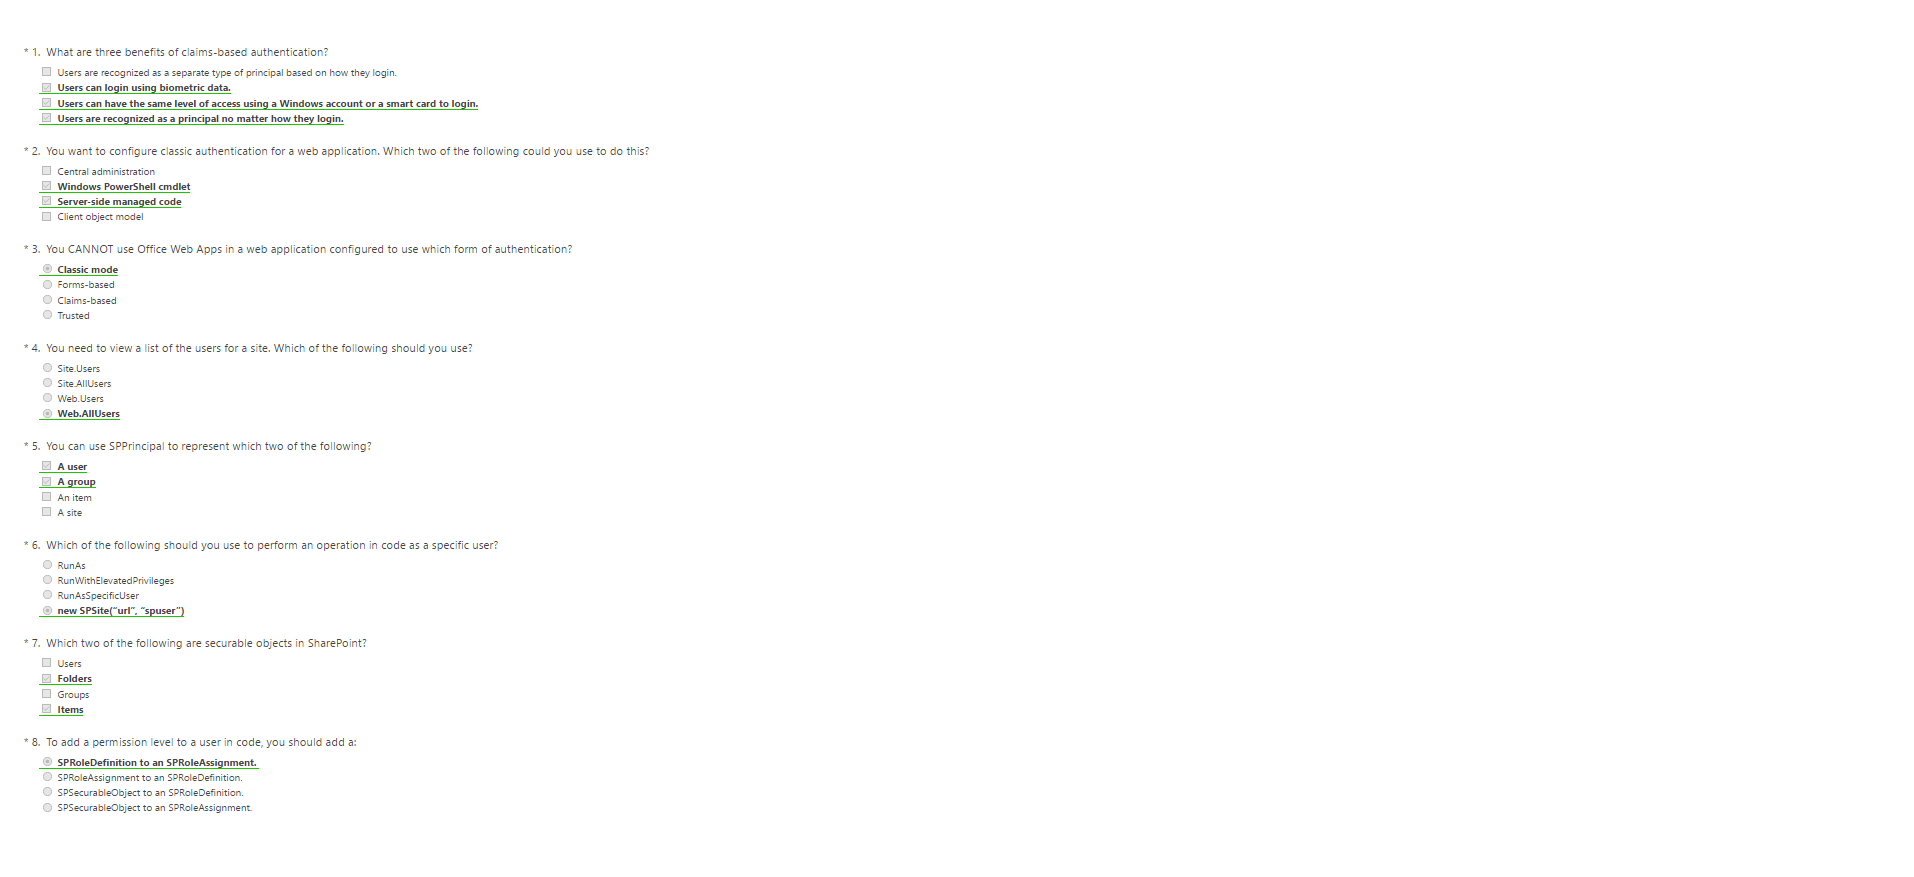 * 1. What are three benefits of claims-based authentication?
Users are recognized as a separate type of principal based on how they login.
Users can login using biometric data.
Users can have the same level of access using a Windows account or a smart card to login.
Users are recognized as a principal no matter how they login.
* 2. You want to configure classic authentication for a web application. Which two of the following could you use to do this?
Central administration
Windows PowerShell cmdlet
Server-side managed code
Client object model
* 3. You CANNOT use Office Web Apps in a web application configured to use which form of authentication?
Classic mode
Forms-based
Claims-based
Trusted
* 4. You need to view a list of the users for a site. Which of the following should you use?
Site.Users
Site.AllUsers
Web.Users
Web.AllUsers
* 5. You can use SPPrincipal to represent which two of the following?
A user
A group
An item
A site
* 6. Which of the following should you use to perform an operation in code as a specific user?
RunAs
RunWithElevatedPrivileges
RunAsSpecificUser
new SPSite("url", "spuser")
* 7. Which two of the following are securable objects in SharePoint?
Users
Folders
Groups
Items
* 8. To add a permission level to a user in code, you should add a:
SPRoleDefinition to an SPRoleAssignment.
SPRoleAssignment to an SPRoleDefinition.
SPSecurableObject to an SPRoleDefinition.
SPSecurableObject to an SPRoleAssignment.